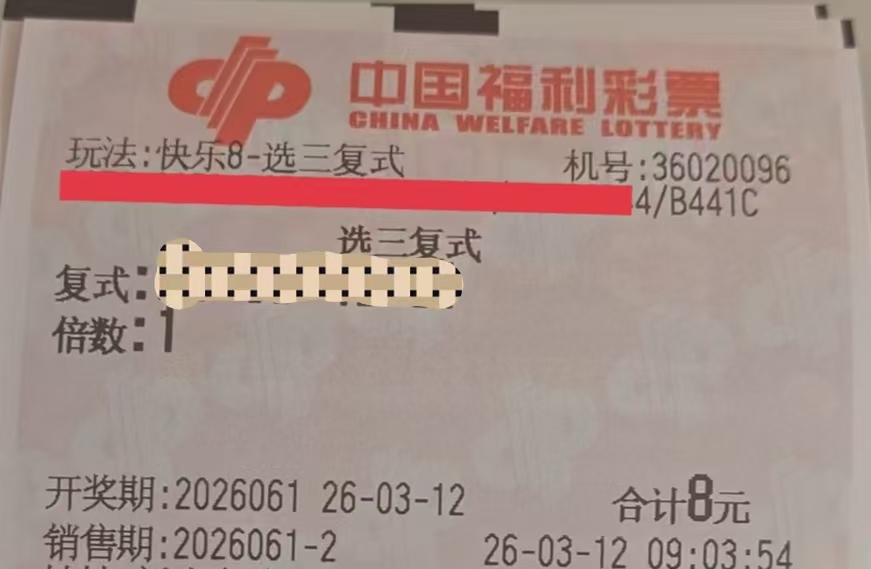 中国福利彩票
CHINA WELFARE LOTTERY
玩法:快乐8-选三复式 机号:36020096
4/B441C
选三复式
复式:
倍数:1
开奖期:2026061 26-03-12 合计8元
销售期:2026061-2 26-03-12 09:03:54